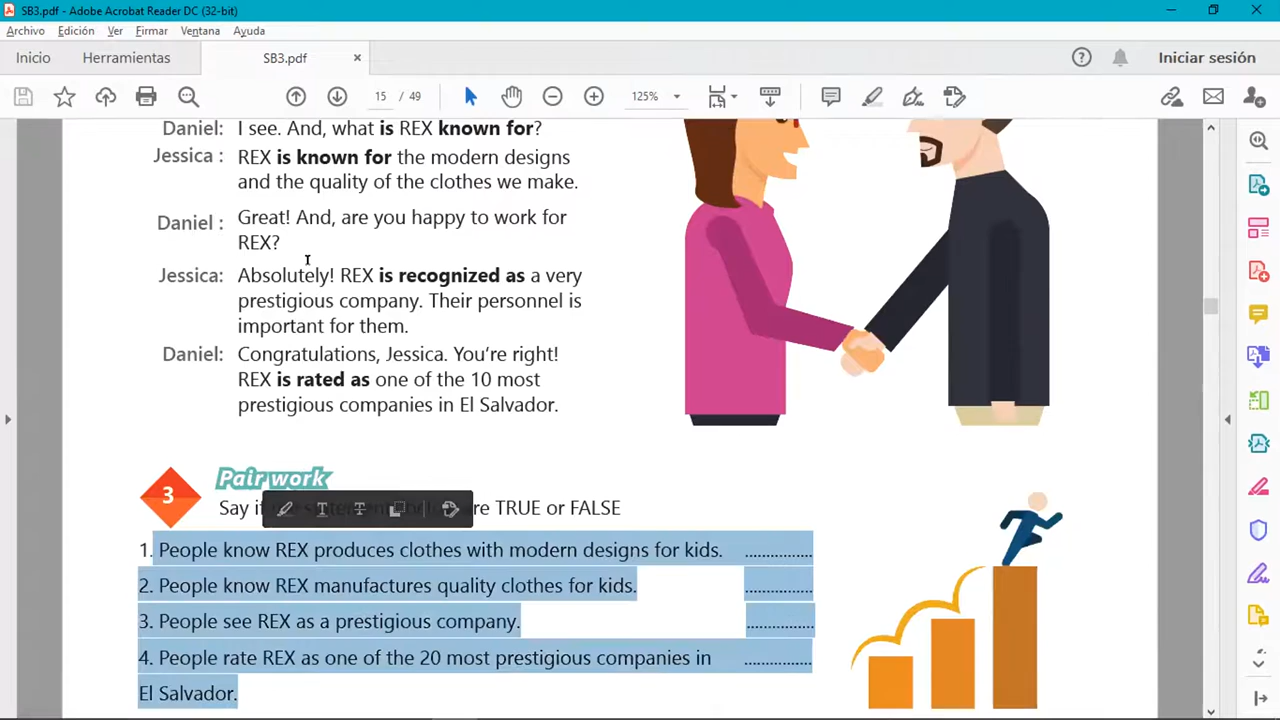 SB3.pdf - Adobe Acrobat Reader DC (32-bit)
Archivo Edición Ver Firmar Ventana Ayuda
Inicio Herramientas SB3.pdf × Iniciar sesión
15 / 49 125%
Daniel: I see. And, what is REX known for?
Jessica : REX is known for the modern designs
and the quality of the clothes we make.
Daniel : Great! And, are you happy to work for
REX?
Jessica: Absolutely! REX is recognized as a very
prestigious company. Their personnel is
important for them.
Daniel: Congratulations, Jessica. You're right!
REX is rated as one of the 10 most
prestigious companies in El Salvador.
3 Pair work
Say if re TRUE or FALSE
1. People know REX produces clothes with modern designs for kids. ................
2. People know REX manufactures quality clothes for kids. ................
3. People see REX as a prestigious company. ................
4. People rate REX as one of the 20 most prestigious companies in ................
El Salvador.